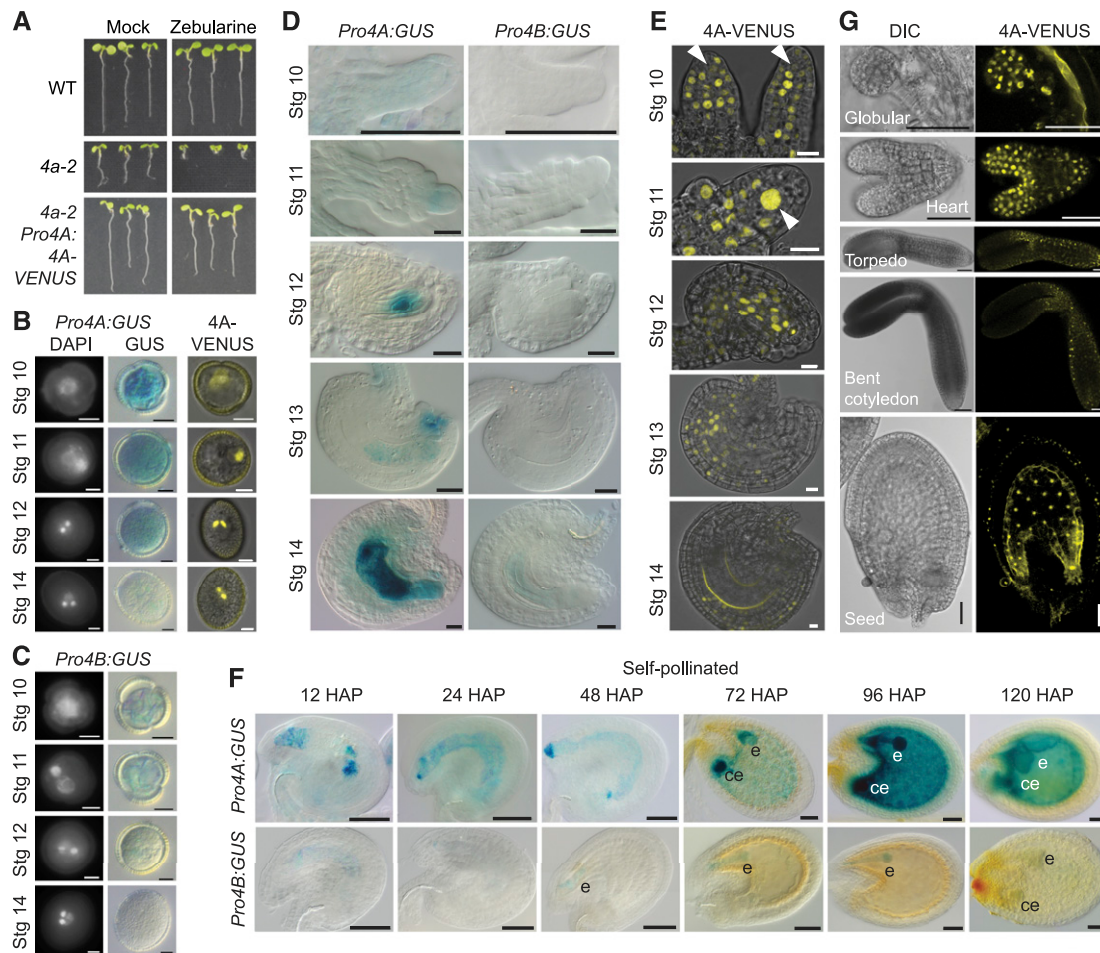 A
Mock Zebularine
WT
4a-2
4a-2
Pro4A:
4A-
VENUS
B
Pro4A:GUS 4A-
DAPI GUS VENUS
Stg 10
Stg 11
Stg 12
Stg 14
C
Pro4B:GUS
Stg 10
Stg 11
Stg 12
Stg 14
D
Pro4A:GUS Pro4B:GUS
Stg 10
Stg 11
Stg 12
Stg 13
Stg 14
E
4A-VENUS
Stg 10
Stg 11
Stg 12
Stg 13
Stg 14
F
Self-pollinated
12 HAP 24 HAP 48 HAP 72 HAP 96 HAP 120 HAP
Pro4A:GUS
e
ce
e
ce
e
ce
Pro4B:GUS
e
e
e
e
ce
G
DIC 4A-VENUS
Globular
Heart
Torpedo
Bent
cotyledon
Seed